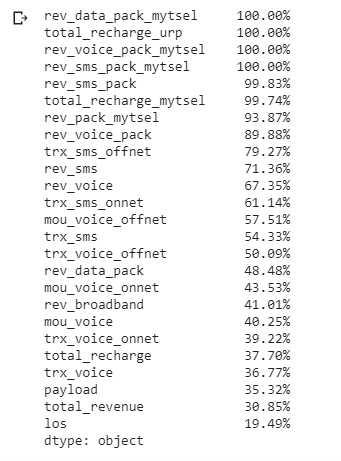 rev_data_pack_mytsel 100.00%
total_recharge_urp 100.00%
rev_voice_pack_mytsel 100.00%
rev_sms_pack_mytsel 100.00%
rev_sms_pack 99.83%
total_recharge_mytsel 99.74%
rev_pack_mytsel 93.87%
rev_voice_pack 89.88%
trx_sms_offnet 79.27%
rev_sms 71.36%
rev_voice 67.35%
trx_sms_onnet 61.14%
mou_voice_offnet 57.51%
trx_sms 54.33%
trx_voice_offnet 50.09%
rev_data_pack 48.48%
mou_voice_onnet 43.53%
rev_broadband 41.01%
mou_voice 40.25%
trx_voice_onnet 39.22%
total_recharge 37.70%
trx_voice 36.77%
payload 35.32%
total_revenue 30.85%
los 19.49%
dtype: object